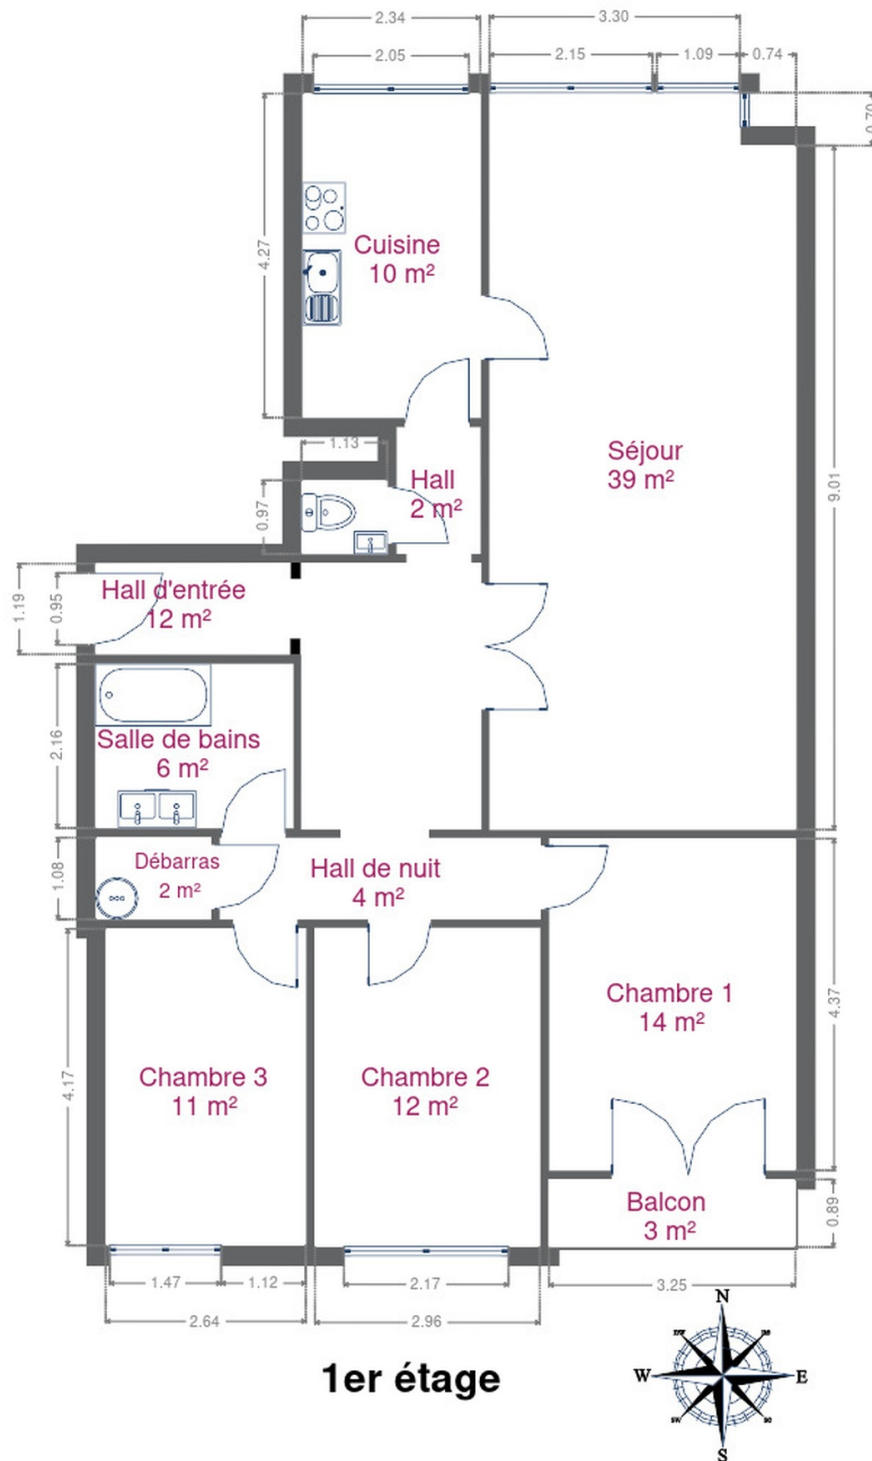 2.34
3.30
2.05
2.15
1.09
0.74
0.70
4.27
Cuisine
10 m²
1.13
Hall
2 m²
Séjour
39 m²
9.01
0.97
1.19
0.95
Hall d'entrée
12 m²
2.16
Salle de bains
6 m²
1.08
Débarras
2 m²
Hall de nuit
4 m²
4.17
Chambre 3
11 m²
Chambre 2
12 m²
Chambre 1
14 m²
4.37
Balcon
3 m²
0.89
1.47
1.12
2.17
3.25
2.64
2.96
1er étage
N
W
E
SW
S